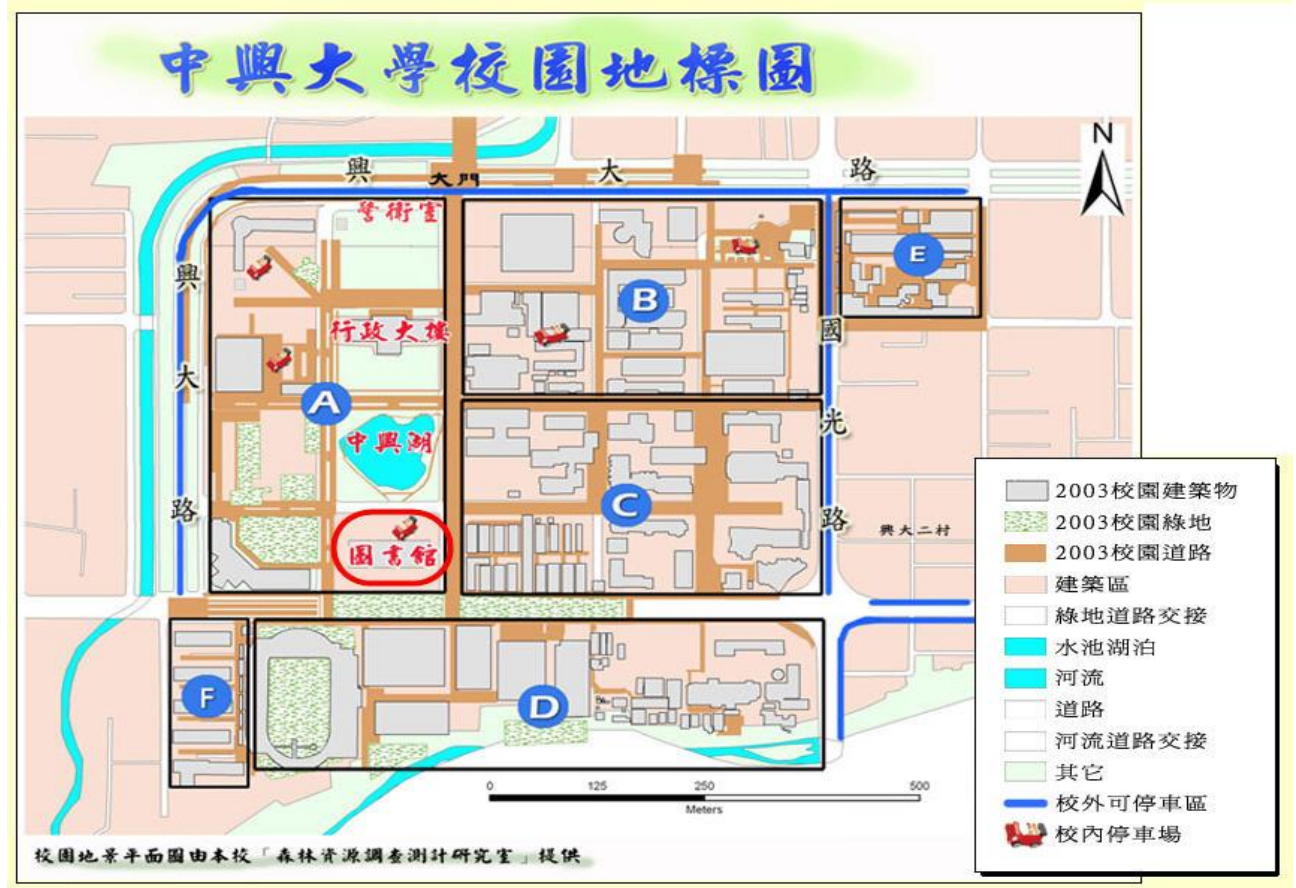 中興大學校園地標圖
N
興 大 路
大門
警衛室
興 大 路
行政大樓
中興湖
圖書館
A
B
C
D
E
F
國 光 路
興大二村
2003校園建築物
2003校園綠地
2003校園道路
建築區
綠地道路交接
水池湖泊
河流
道路
河流道路交接
其它
校外可停車區
校內停車場
0 125 250 500
Meters
校園地景平面圖由本校「森林資源調查測計研究室」提供